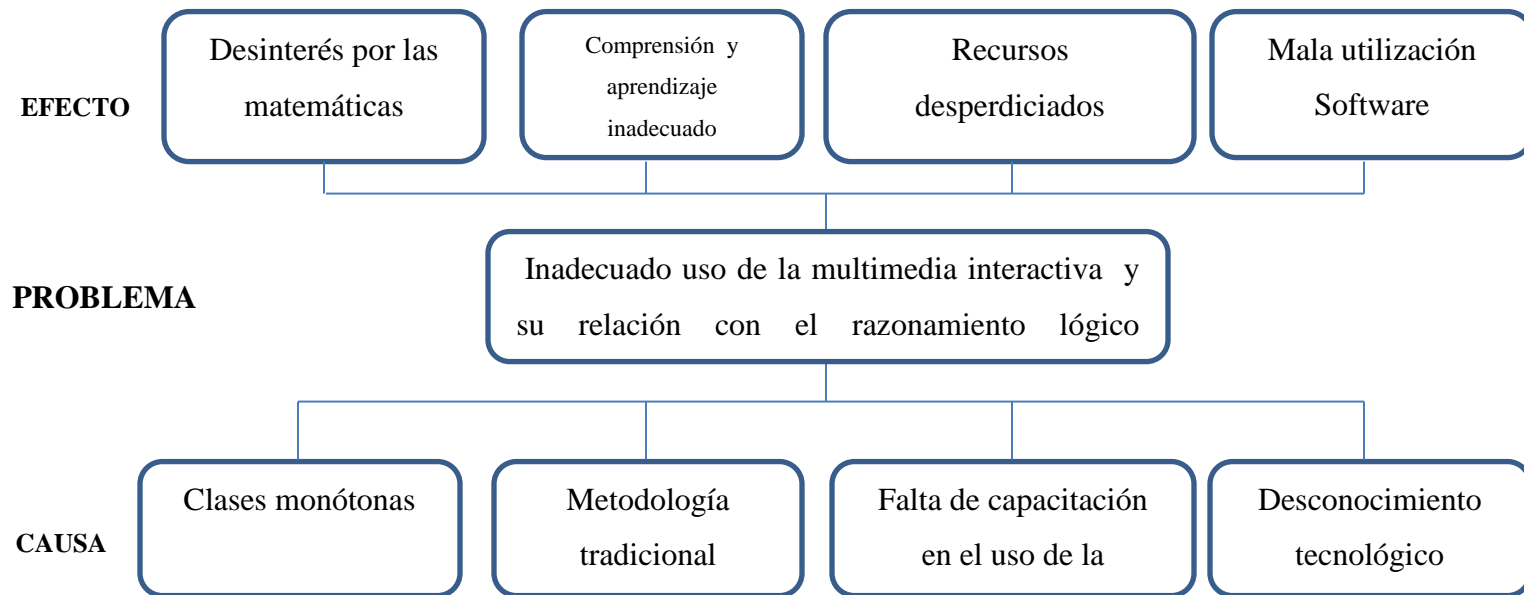 Desinterés por las
matemáticas
Comprensión y
aprendizaje
inadecuado
Recursos
desperdiciados
Mala utilización
Software
EFECTO
PROBLEMA
Inadecuado uso de la multimedia interactiva y
su relación con el razonamiento lógico
CAUSA
Clases monótonas
Metodología
tradicional
Falta de capacitación
en el uso de la
Desconocimiento
tecnológico